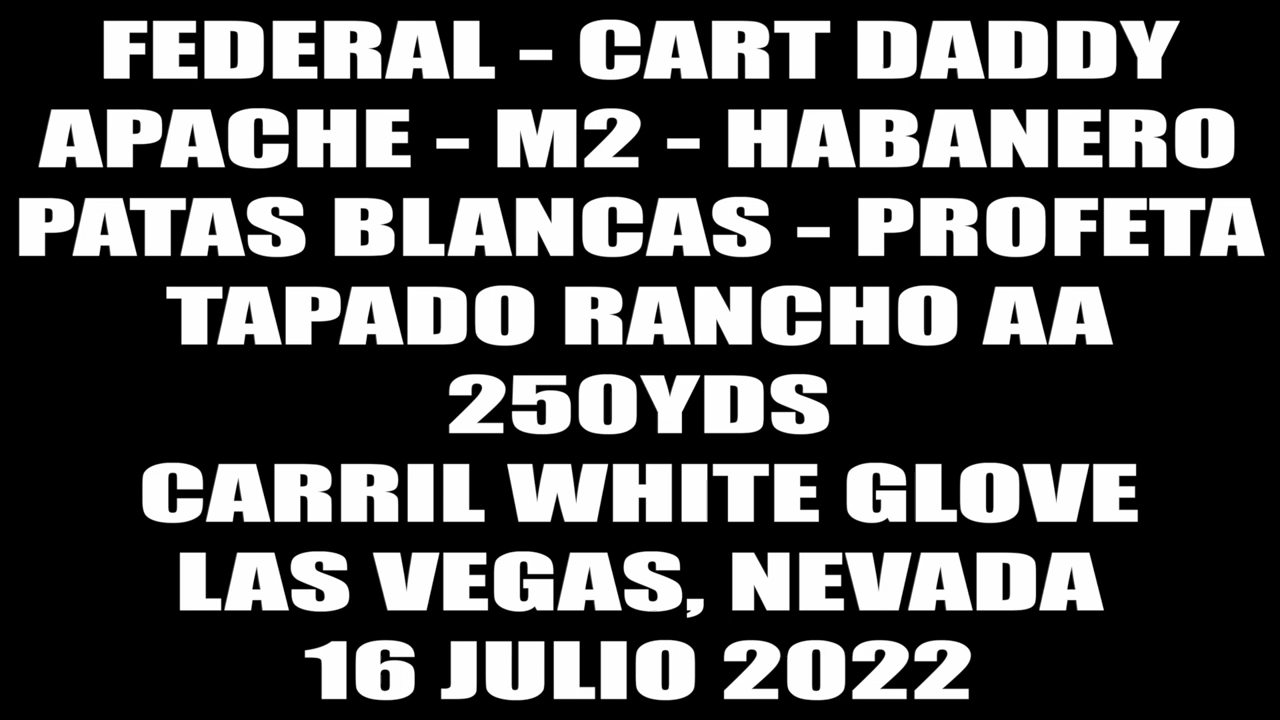 FEDERAL - CART DADDY
APACHE - M2 - HABANERO
PATAS BLANCAS - PROFETA
TAPADO RANCHO AA
250YDS
CARRIL WHITE GLOVE
LAS VEGAS, NEVADA
16 JULIO 2022